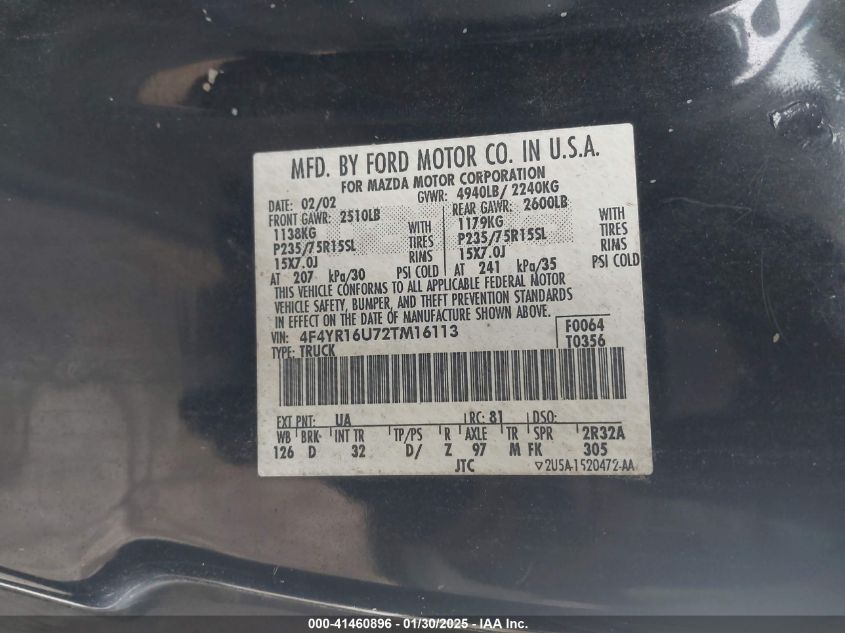 MFD. BY FORD MOTOR CO. IN U.S.A.
FOR MAZDA MOTOR CORPORATION
DATE: 02/02 GVWR: 4940LB/ 2240KG
FRONT GAWR: 2510LB REAR GAWR: 2600LB
1138KG WITH 1179KG WITH
P235/75R15SL TIRES P235/75R15SL TIRES
15X7.0J RIMS 15X7.0J RIMS
AT 207 kPa/30 PSI COLD AT 241 kPa/35 PSI COLD
THIS VEHICLE CONFORMS TO ALL APPLICABLE FEDERAL MOTOR
VEHICLE SAFETY, BUMPER, AND THEFT PREVENTION STANDARDS
IN EFFECT ON THE DATE OF MANUFACTURE SHOWN ABOVE.
VIN: 4F4YR16U72TM16113 F0064
TYPE: TRUCK T0356
EXT PNT: UA RC: 81 DSO:
WB BRK INT TR TP/PS R AXLE TR SPR 2R32A
126 D 32 D/ Z 97 M FK 305
JTC ▽2U5A-1520472-AA
000-41460896 - 01/30/2025 - IAA Inc.